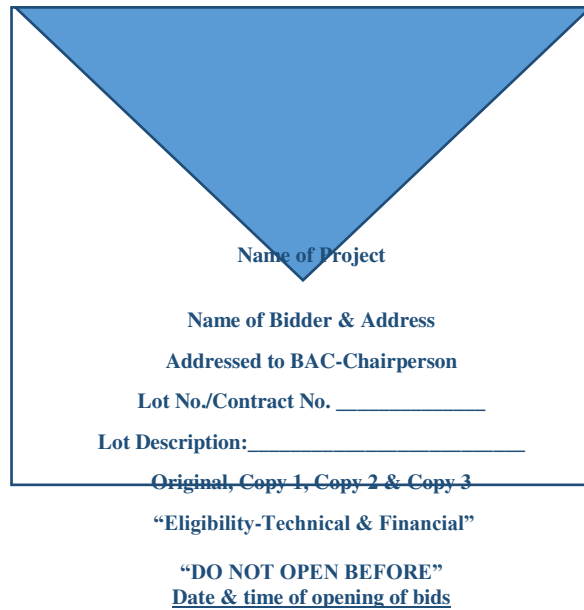 Name of Project
Name of Bidder & Address
Addressed to BAC-Chairperson
Lot No./Contract No. ______________
Lot Description:__________________________
Original, Copy 1, Copy 2 & Copy 3
“Eligibility-Technical & Financial”
“DO NOT OPEN BEFORE”
Date & time of opening of bids